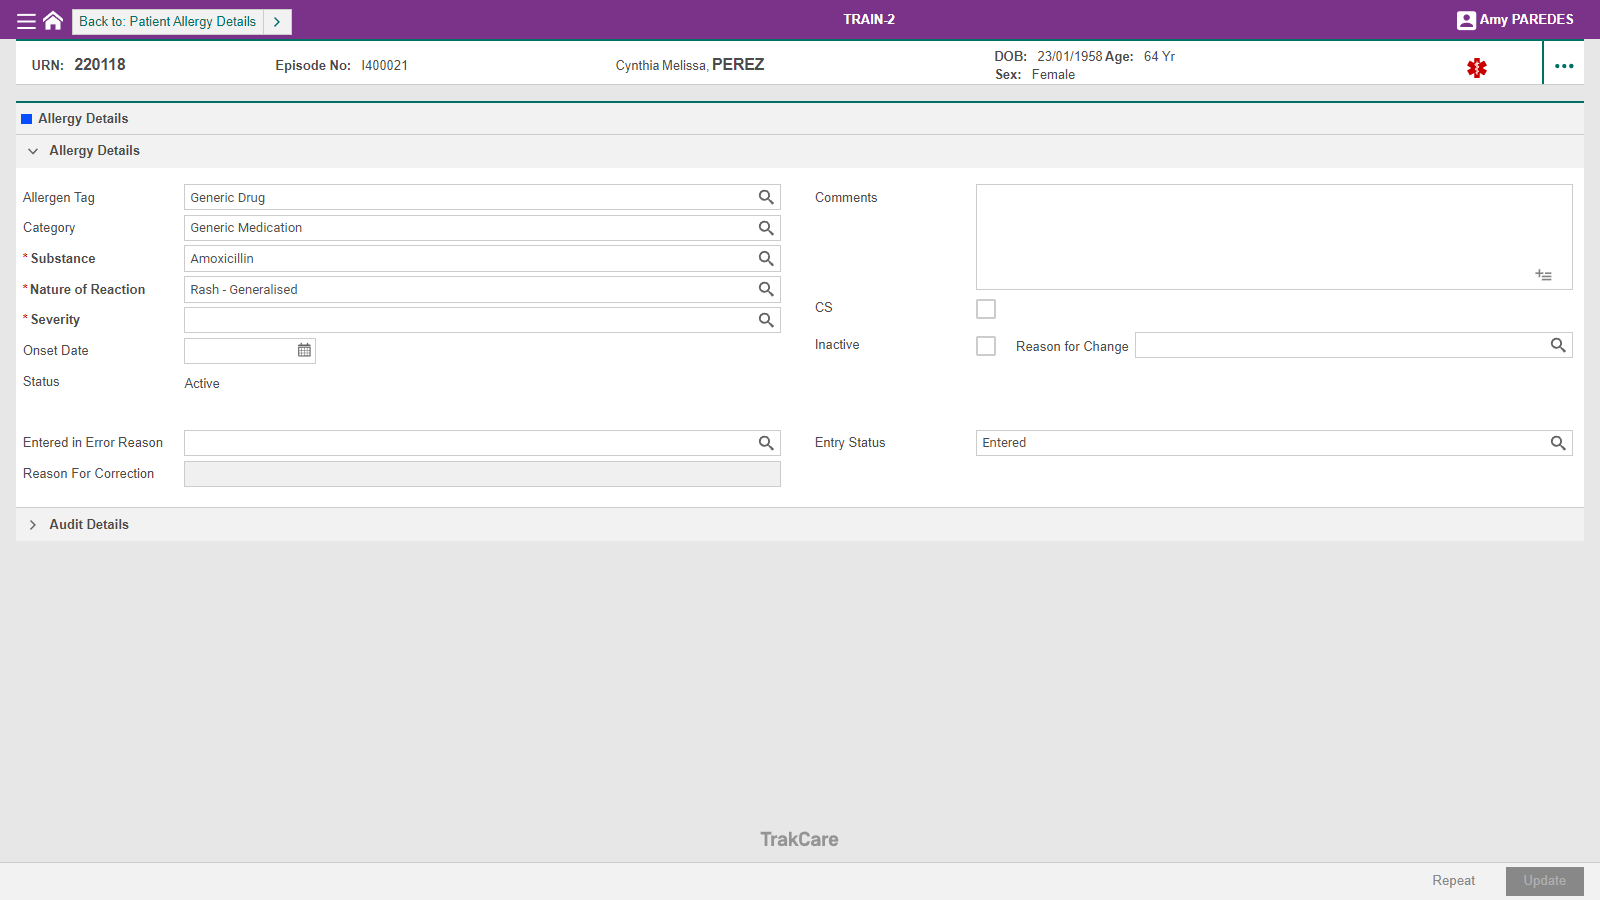 Back to: Patient Allergy Details
TRAIN-2
Amy PAREDES
URN: 220118
Episode No: I400021
Cynthia Melissa, PEREZ
DOB: 23/01/1958 Age: 64 Yr
Sex: Female
Allergy Details
Allergy Details
Allergen Tag
Generic Drug
Comments
Category
Generic Medication
* Substance
Amoxicillin
* Nature of Reaction
Rash - Generalised
CS
* Severity
Inactive
Reason for Change
Onset Date
Status
Active
Entered in Error Reason
Entry Status
Entered
Reason For Correction
Audit Details
TrakCare
Repeat
Update